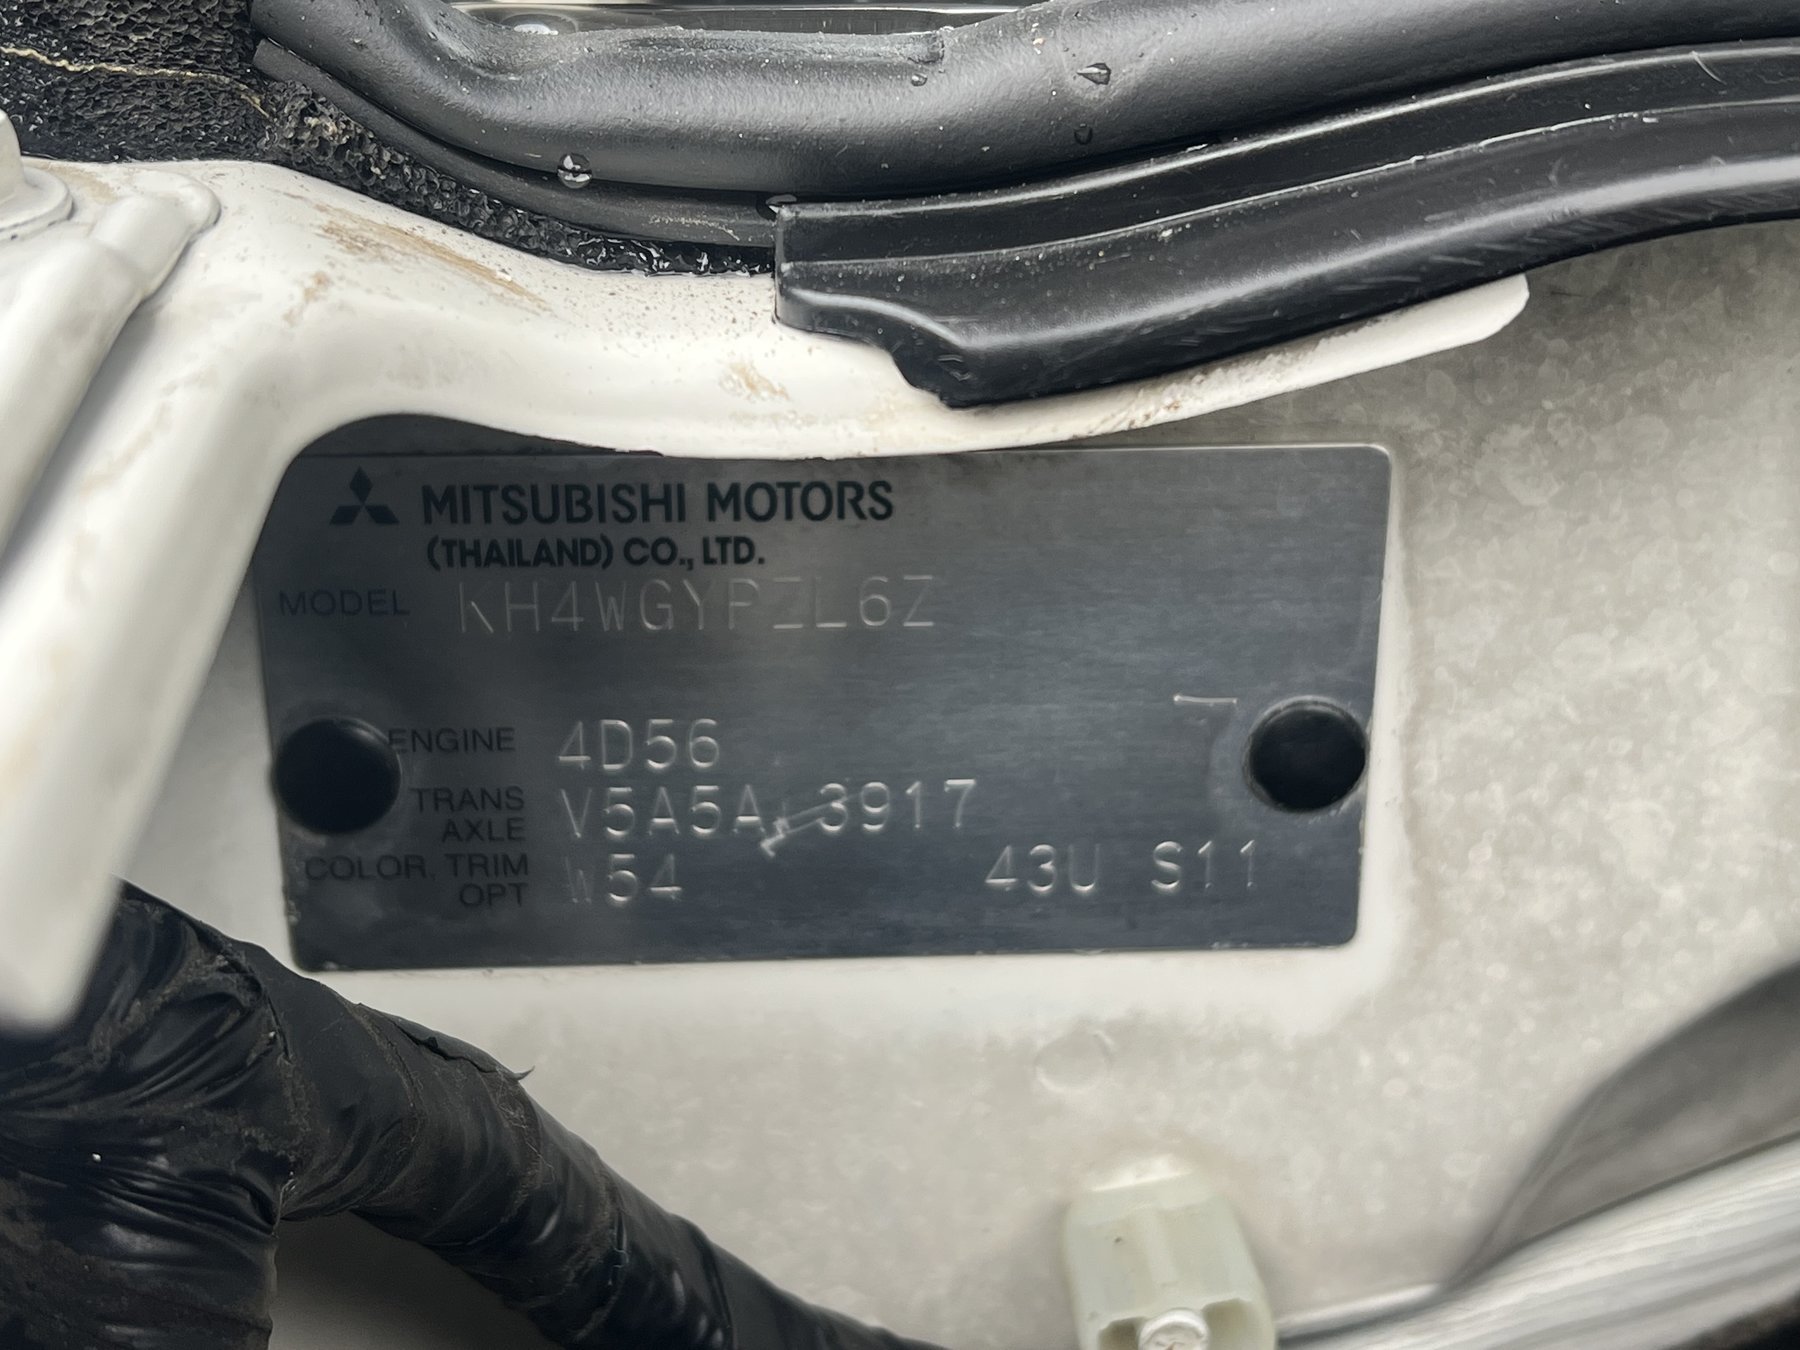 MITSUBISHI MOTORS
(THAILAND) CO., LTD.
MODEL KH4WGYPZL6Z
ENGINE 4D56
TRANS AXLE V5A5A 3917
COLOR, TRIM OPT W54 43U S11